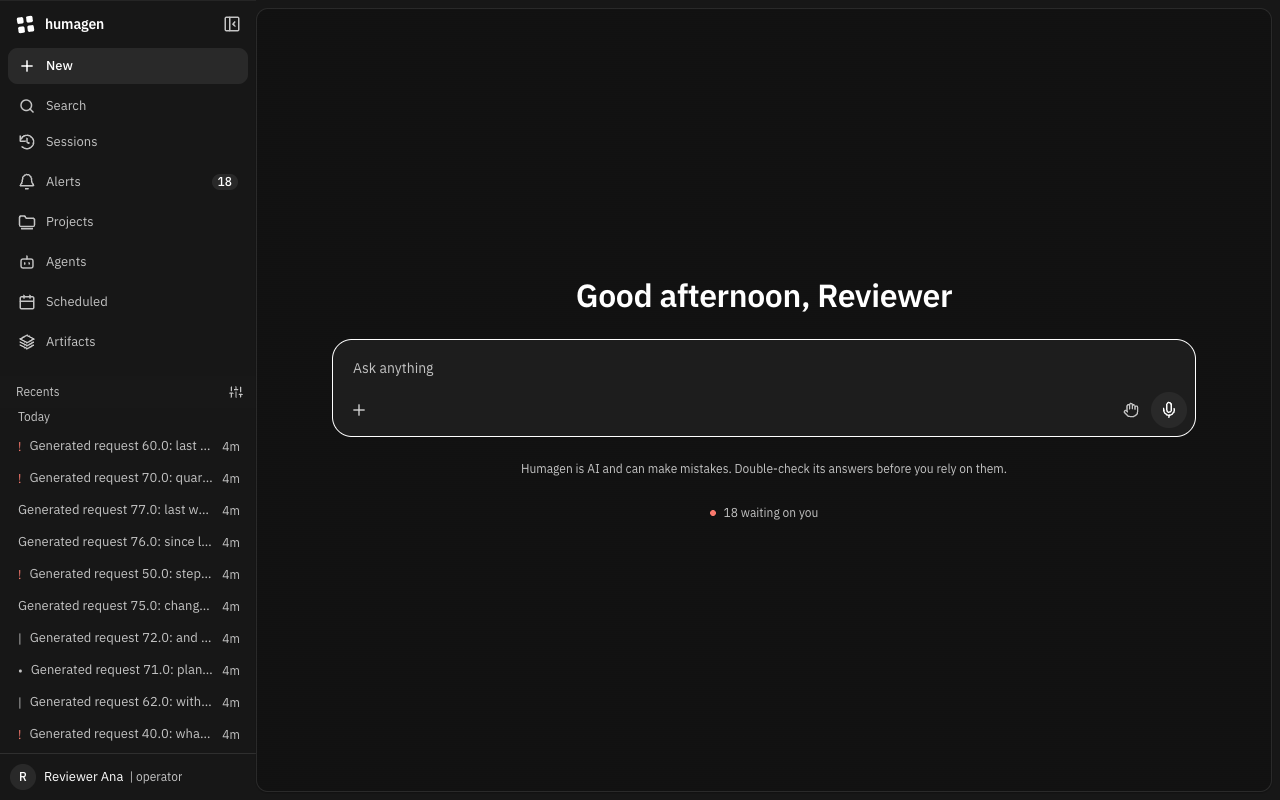 humagen
New
Search
Sessions
Alerts 18
Projects
Agents
Scheduled
Artifacts
Recents
Today
! Generated request 60.0: last ... 4m
! Generated request 70.0: quar... 4m
Generated request 77.0: last w... 4m
Generated request 76.0: since l... 4m
! Generated request 50.0: step... 4m
Generated request 75.0: chang... 4m
| Generated request 72.0: and ... 4m
• Generated request 71.0: plan... 4m
| Generated request 62.0: with... 4m
! Generated request 40.0: wha... 4m
R Reviewer Ana | operator
Good afternoon, Reviewer
Ask anything
Humagen is AI and can make mistakes. Double-check its answers before you rely on them.
18 waiting on you